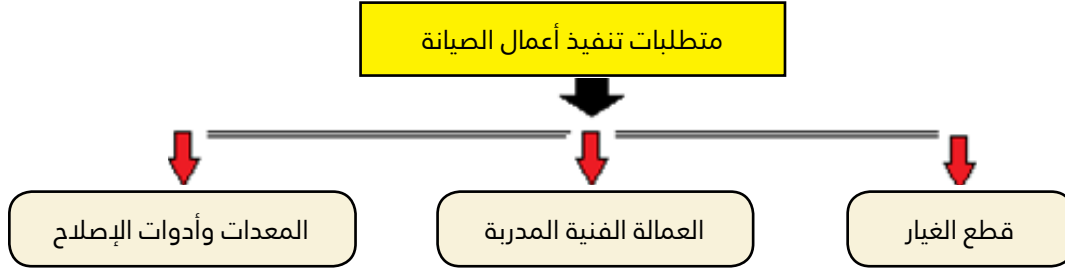 متطلبات تنفيذ أعمال الصيانة
قطع الغيار
العمالة الفنية المدربة
المعدات وأدوات الإصلاح